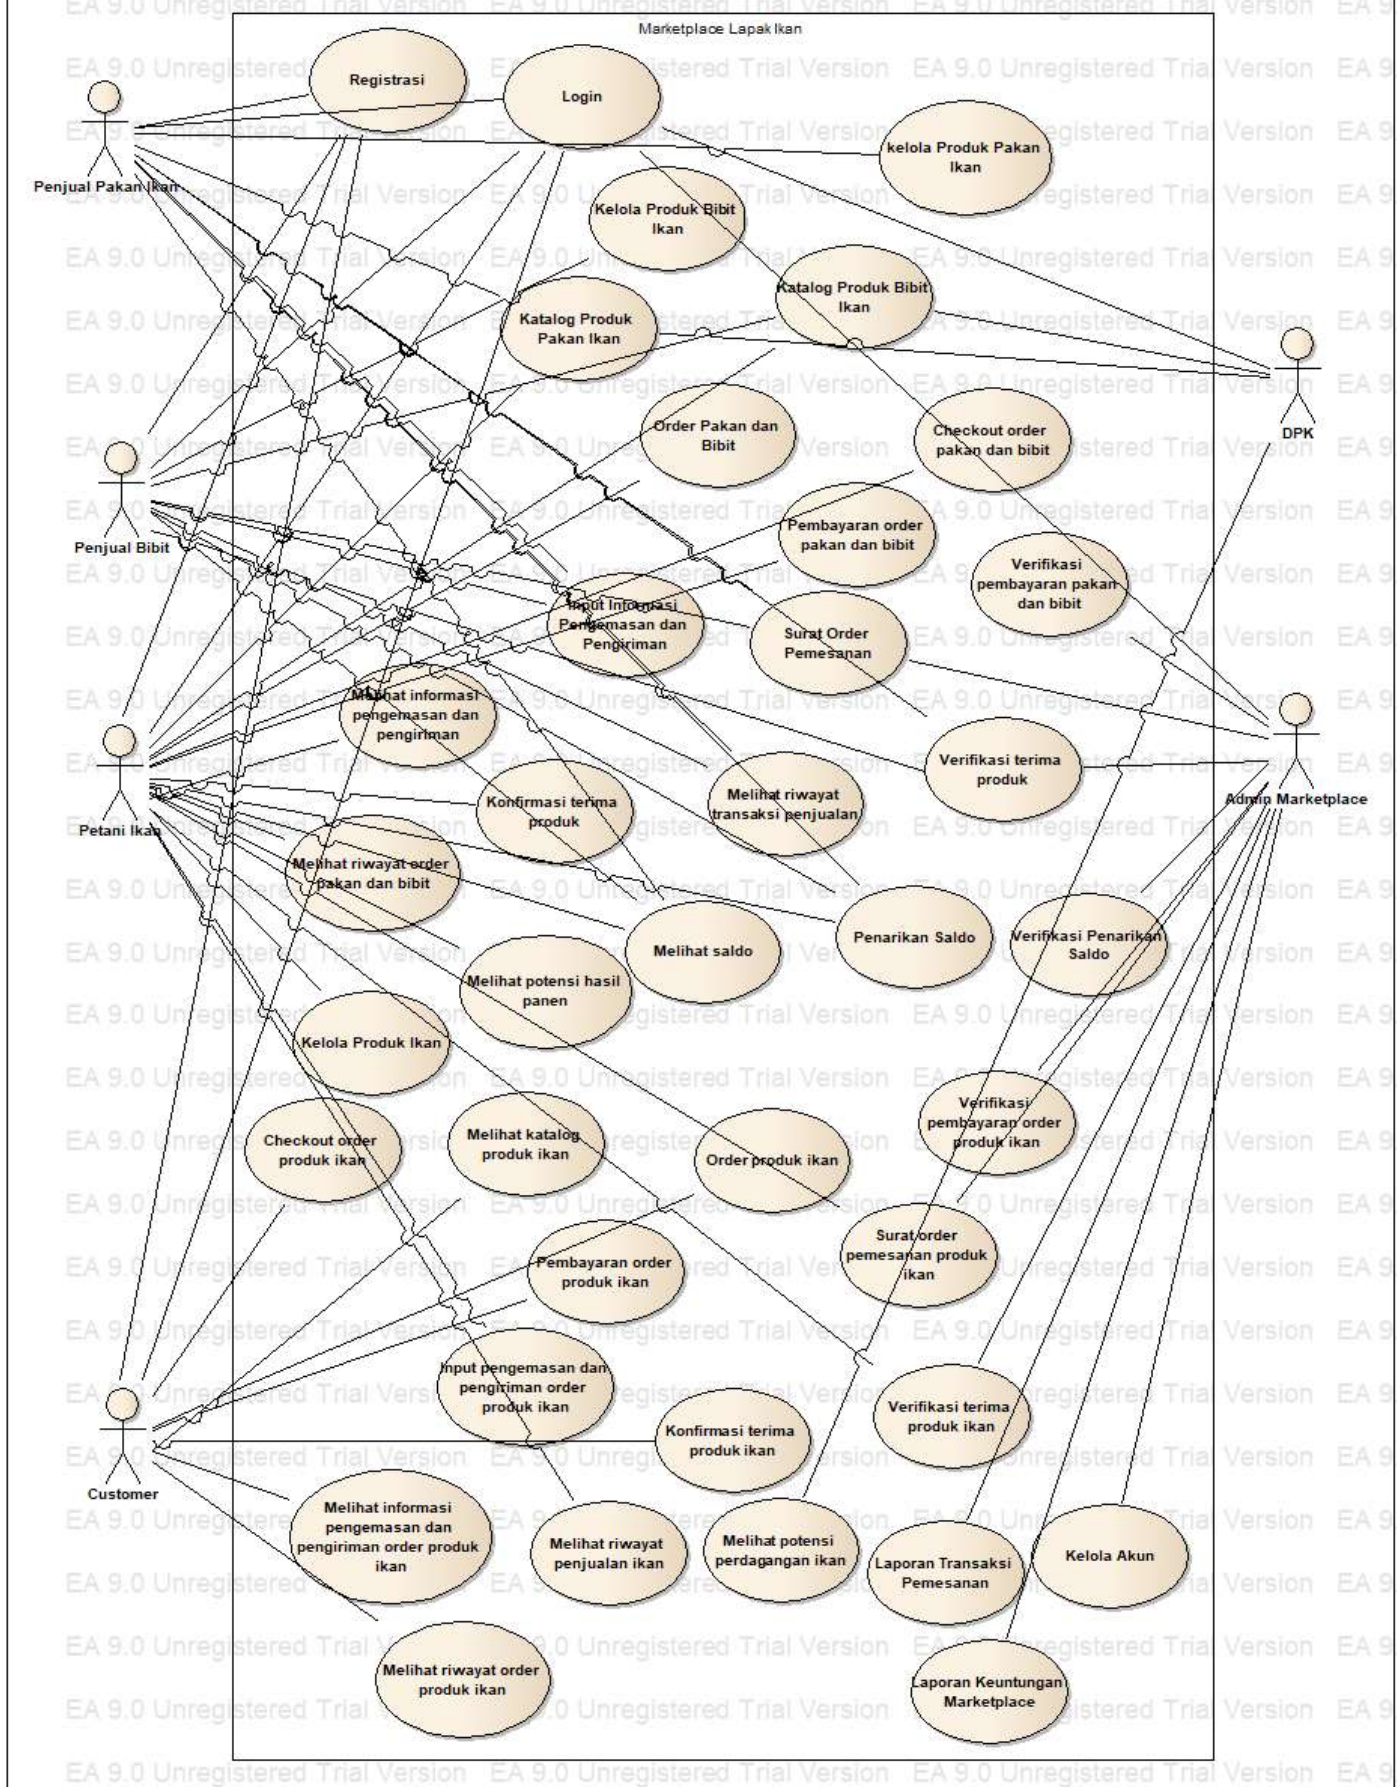 Marketplace Lapak Ikan
Registrasi
Login
kelola Produk Pakan
Ikan
Penjual Pakan Ikan
Kelola Produk Bibit
Ikan
Katalog Produk Bibit
Ikan
Katalog Produk
Pakan Ikan
DPK
Order Pakan dan
Bibit
Checkout order
pakan dan bibit
Penjual Bibit
Pembayaran order
pakan dan bibit
Verifikasi
pembayaran pakan
dan bibit
Input Informasi
Pengemasan dan
Pengiriman
Surat Order
Pemesanan
Melihat informasi
pengemasan dan
pengiriman
Verifikasi terima
produk
Admin Marketplace
Petani Ikan
Konfirmasi terima
produk
Melihat riwayat
transaksi penjualan
Melihat riwayat order
pakan dan bibit
Melihat saldo
Penarikan Saldo
Verifikasi Penarikan
Saldo
Melihat potensi hasil
panen
Kelola Produk Ikan
Verifikasi
pembayaran order
produk ikan
Checkout order
produk ikan
Melihat katalog
produk ikan
Order produk ikan
Surat order
pemesanan produk
ikan
Pembayaran order
produk ikan
Input pengemasan dan
pengiriman order
produk ikan
Verifikasi terima
produk ikan
Konfirmasi terima
produk ikan
Customer
Melihat informasi
pengemasan dan
pengiriman order produk
ikan
Melihat riwayat
penjualan ikan
Melihat potensi
perdagangan ikan
Laporan Transaksi
Pemesanan
Kelola Akun
Melihat riwayat order
produk ikan
Laporan Keuntungan
Marketplace
EA 9.0 Unregistered Trial Version